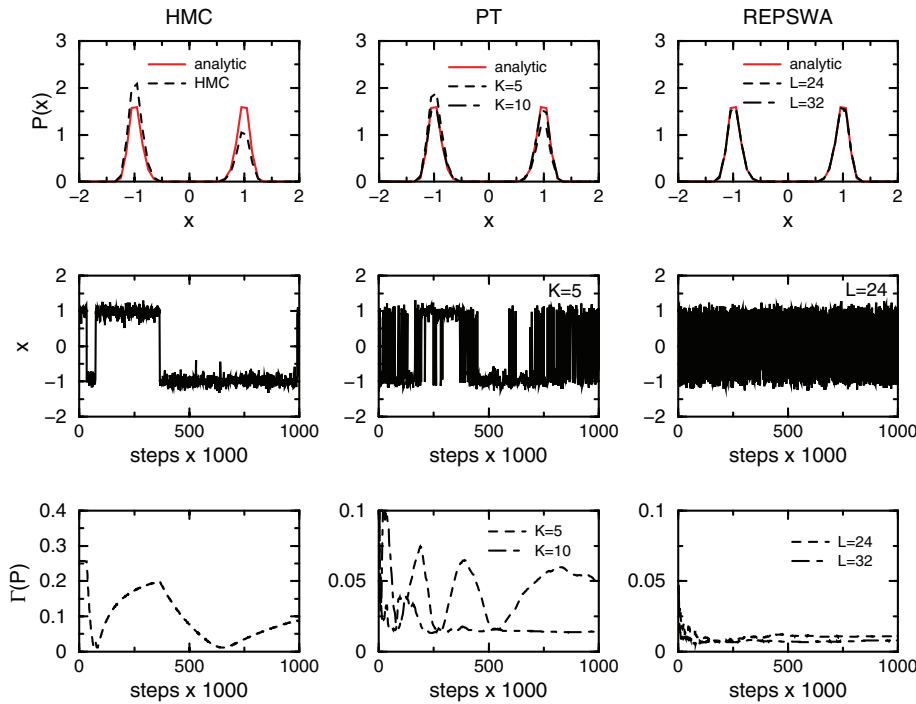 HMC PT REPSWA
P(x)
3
2
1
0
analytic
HMC
−2 −1 0 1 2
x
3
2
1
0
analytic
K=5
K=10
−2 −1 0 1 2
x
3
2
1
0
analytic
L=24
L=32
−2 −1 0 1 2
x
x
2
1
0
−1
−2
0 500 1000
steps x 1000
2
1
0
−1
−2
K=5
0 500 1000
steps x 1000
2
1
0
−1
−2
L=24
0 500 1000
steps x 1000
Γ(P)
0.4
0.3
0.2
0.1
0
0 500 1000
steps x 1000
0.1
0.05
0
K=5
K=10
0 500 1000
steps x 1000
0.1
0.05
0
L=24
L=32
0 500 1000
steps x 1000